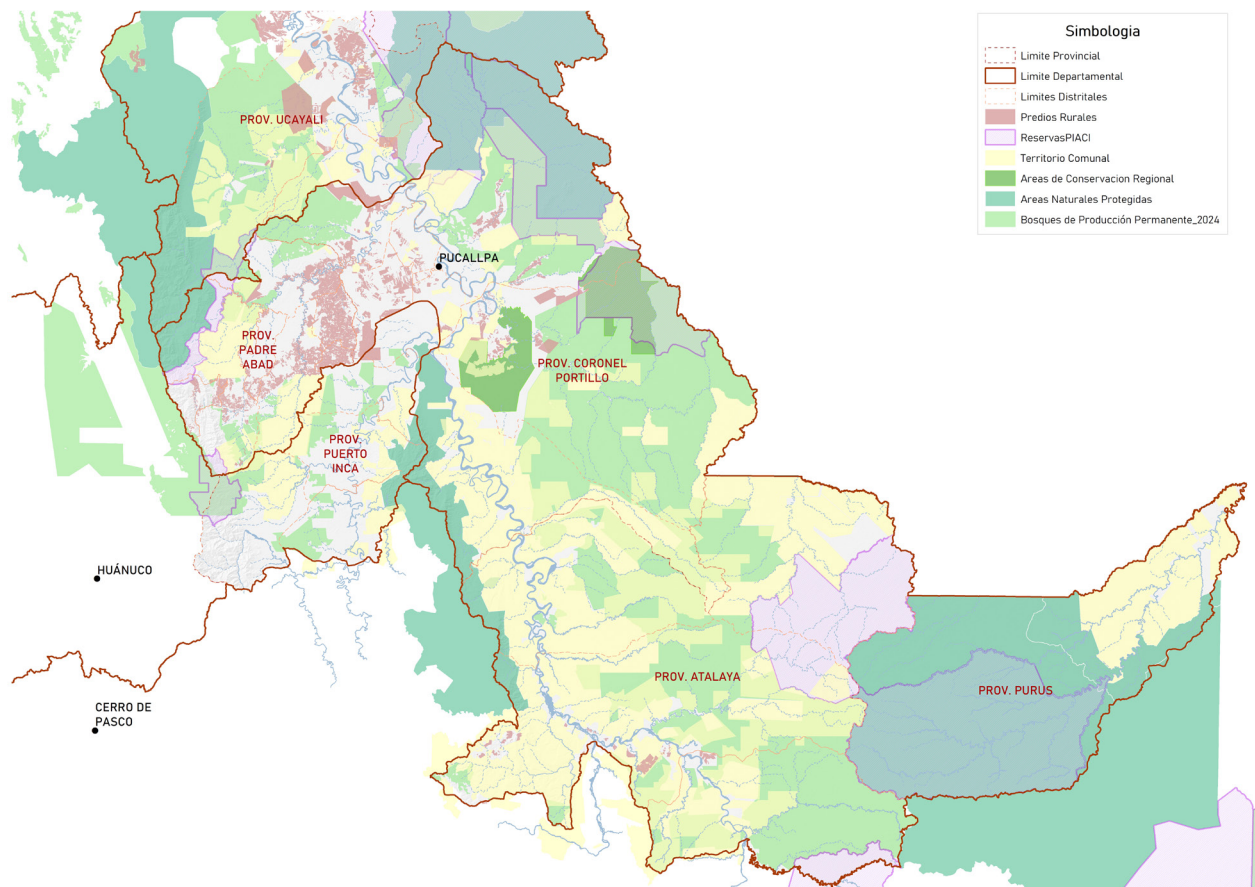 Simbologia
Limite Provincial
Limite Departamental
Limites Distritales
Predios Rurales
ReservasPIACI
Territorio Comunal
Areas de Conservacion Regional
Areas Naturales Protegidas
Bosques de Producción Permanente_2024
PROV. UCAYALI
PUCALLPA
PROV.
PADRE
ABAD
PROV. CORONEL
PORTILLO
PROV.
PUERTO
INCA
HUÁNUCO
PROV. ATALAYA
PROV. PURUS
CERRO DE
PASCO